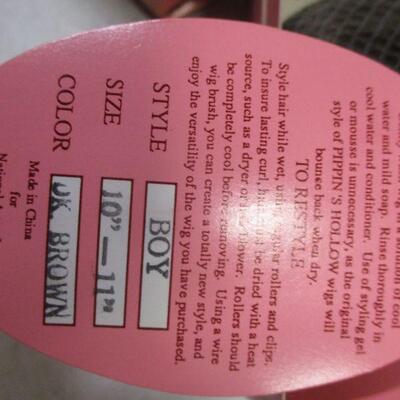 a solution of cool
water and mild soap. Rinse thoroughly in
cool water and conditioner. Use of styling gel
or mousse is unnecessary, as the original
style of PIPPIN'S HOLLOW wigs will
bounce back when dry.
TO RESTYLE
Style hair while wet, rollers and clips.
To insure lasting curl, be dried with a heat
source, such as a dryer or blower. Rollers should
be completely cool before removing. Using a wire
wig brush, you can create a totally new style, and
enjoy the versatility of the wig you have purchased.
STYLE BOY
SIZE 10"—11"
COLOR DK BROWN
Made in China
for
National